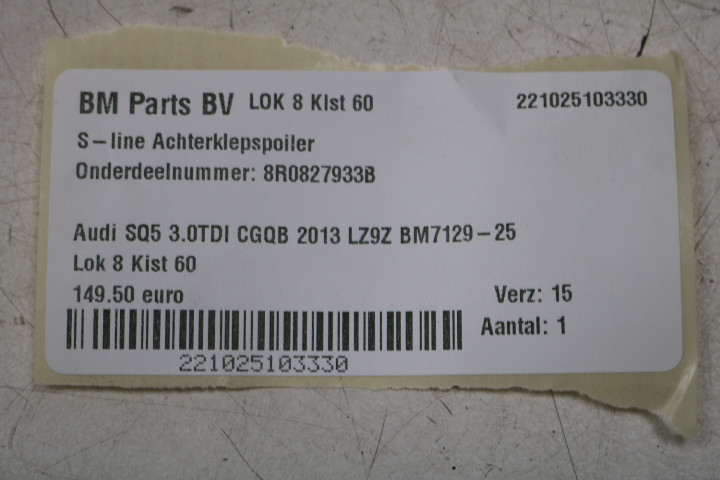 BM Parts BV LOK 8 KIst 60 221025103330
S-line Achterklepspoiler
Onderdeelnummer: 8R0827933B
Audi SQ5 3.0TDI CGQB 2013 LZ9Z BM7129-25
Lok 8 Kist 60
149.50 euro Verz: 15
Aantal: 1
221025103330